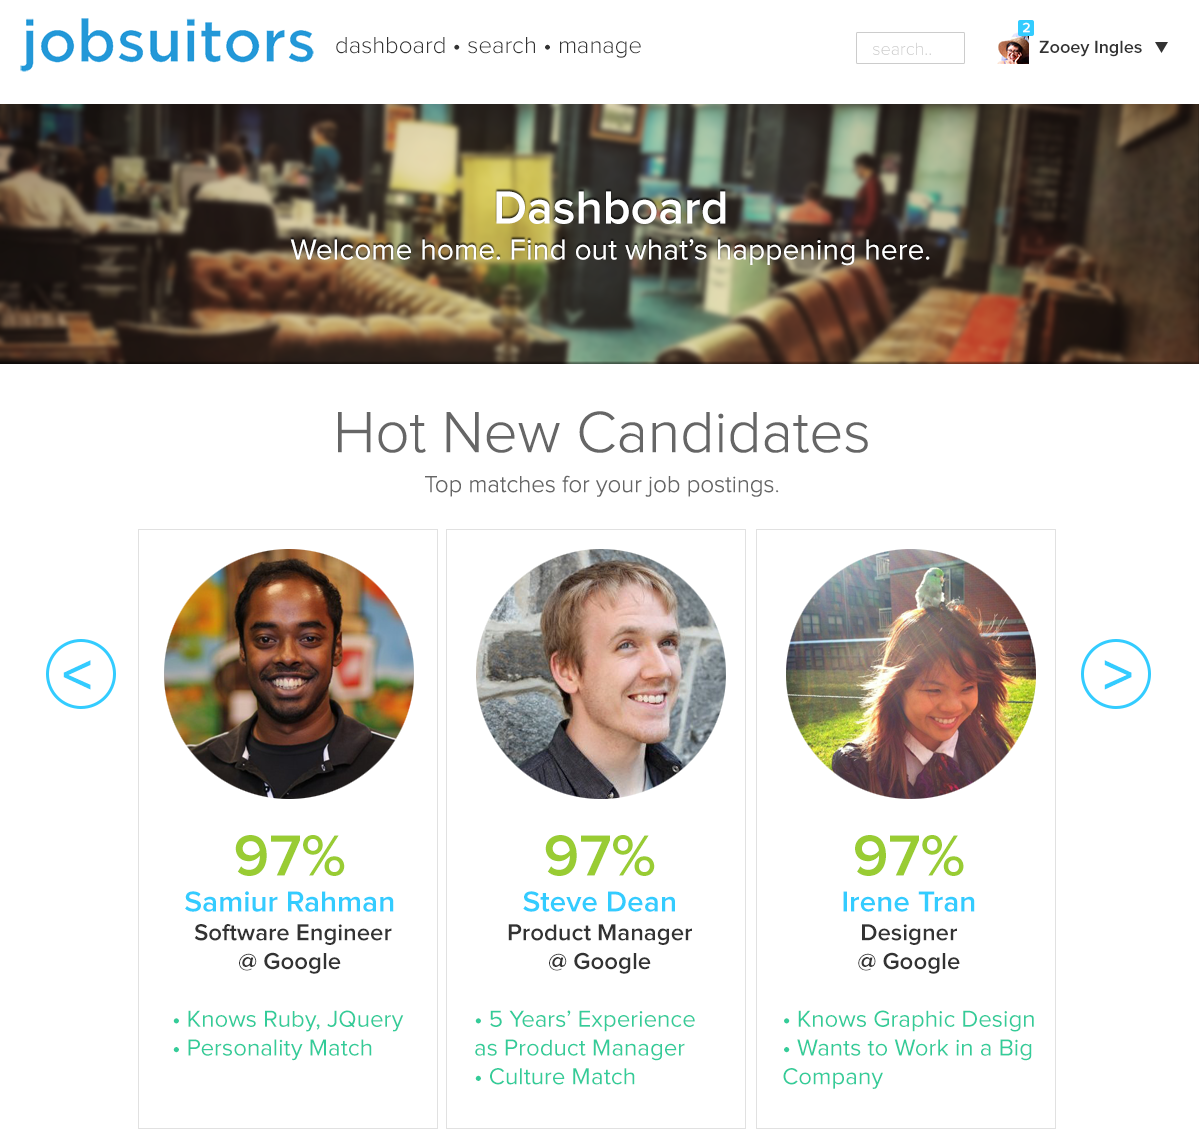 jobsuitors
dashboard • search • manage
search..
2
Zooey Ingles ▼
Dashboard
Welcome home. Find out what's happening here.
Hot New Candidates
Top matches for your job postings.
<
>
97%
Samiur Rahman
Software Engineer
@ Google
• Knows Ruby, JQuery
• Personality Match
97%
Steve Dean
Product Manager
@ Google
• 5 Years' Experience
as Product Manager
• Culture Match
97%
Irene Tran
Designer
@ Google
• Knows Graphic Design
• Wants to Work in a Big
Company